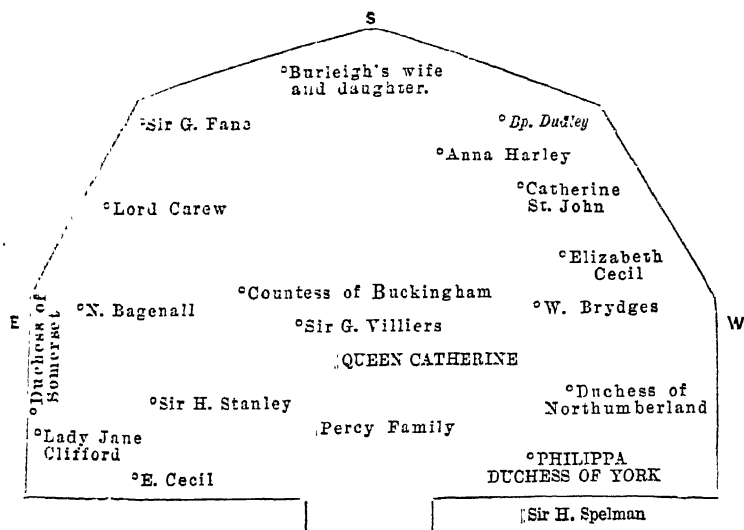 S
Burleigh's wife
and daughter.
Sir G. Fane
Bp. Dudley
Anna Harley
Catherine
St. John
Lord Carew
Elizabeth
Cecil
Countess of Buckingham
N. Bagenall
W. Brydges
E
Duchess of
Somerset
Sir G. Villiers
W
QUEEN CATHERINE
Sir H. Stanley
Duchess of
Northumberland
Percy Family
Lady Jane
Clifford
E. Cecil
PHILIPPA
DUCHESS OF YORK
Sir H. Spelman